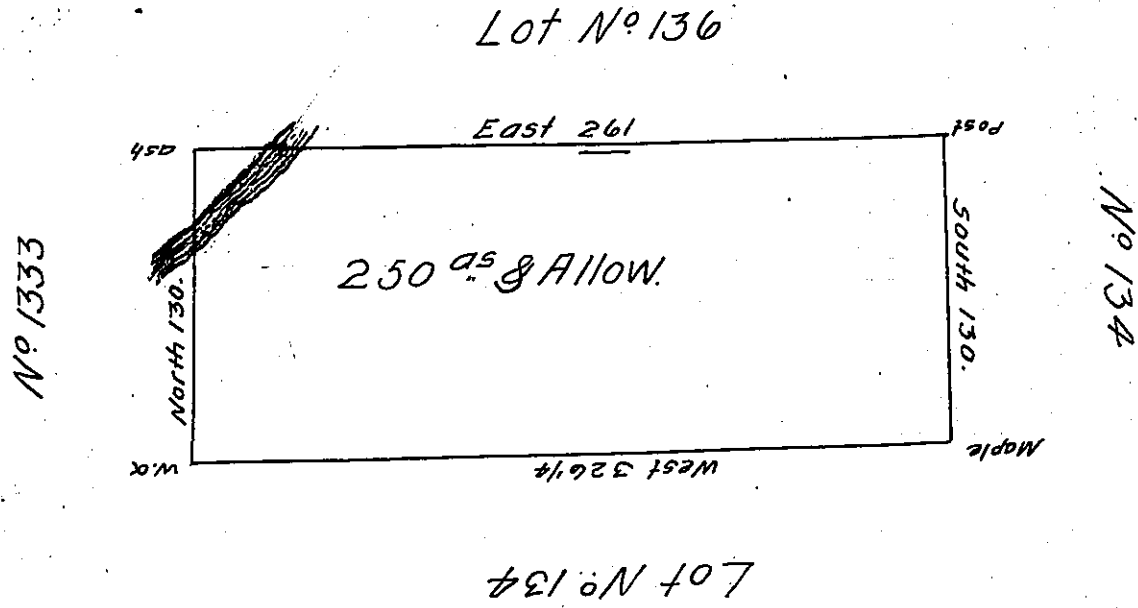 Lot Nº 136
East 261
ash
Post
Nº 1333
North 130.
250 as & Allow.
South 130.
Nº 134
W.O.
West 326 1/4
Maple
Lot Nº 134